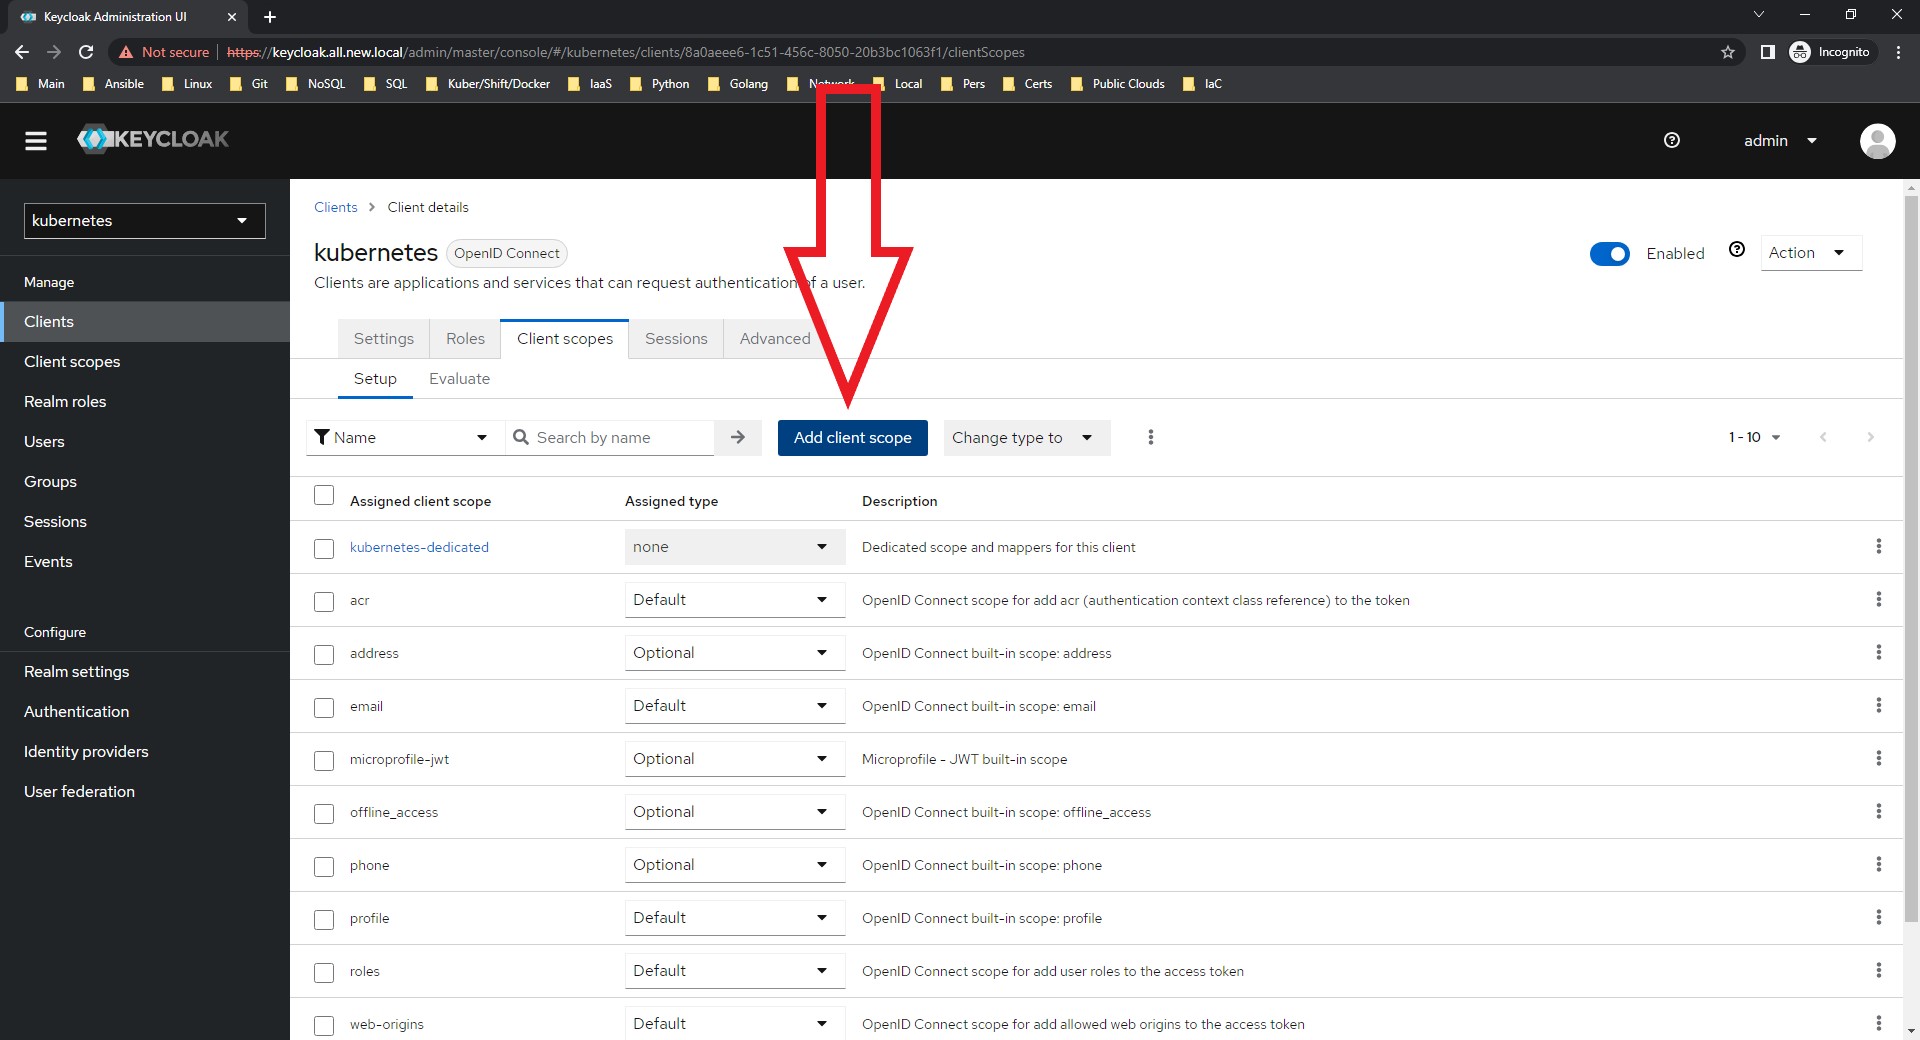 Keycloak Administration UI
Not secure https://keycloak.all.new.local/admin/master/console/#/kubernetes/clients/8a0aeee6-1c51-456c-8050-20b3bc1063f1/clientScopes Incognito
Main Ansible Linux Git NoSQL SQL Kuber/Shift/Docker IaaS Python Golang Network Local Pers Certs Public Clouds IaC
KEYCLOAK admin
kubernetes
Manage
Clients
Client scopes
Realm roles
Users
Groups
Sessions
Events
Configure
Realm settings
Authentication
Identity providers
User federation
Clients Client details
kubernetes OpenID Connect Enabled Action
Clients are applications and services that can request authentication of a user.
Settings Roles Client scopes Sessions Advanced
Setup Evaluate
Name Search by name Add client scope Change type to 1 - 10
Assigned client scope Assigned type Description
kubernetes-dedicated none Dedicated scope and mappers for this client
acr Default OpenID Connect scope for add acr (authentication context class reference) to the token
address Optional OpenID Connect built-in scope: address
email Default OpenID Connect built-in scope: email
microprofile-jwt Optional Microprofile - JWT built-in scope
offline_access Optional OpenID Connect built-in scope: offline_access
phone Optional OpenID Connect built-in scope: phone
profile Default OpenID Connect built-in scope: profile
roles Default OpenID Connect scope for add user roles to the access token
web-origins Default OpenID Connect scope for add allowed web origins to the access token